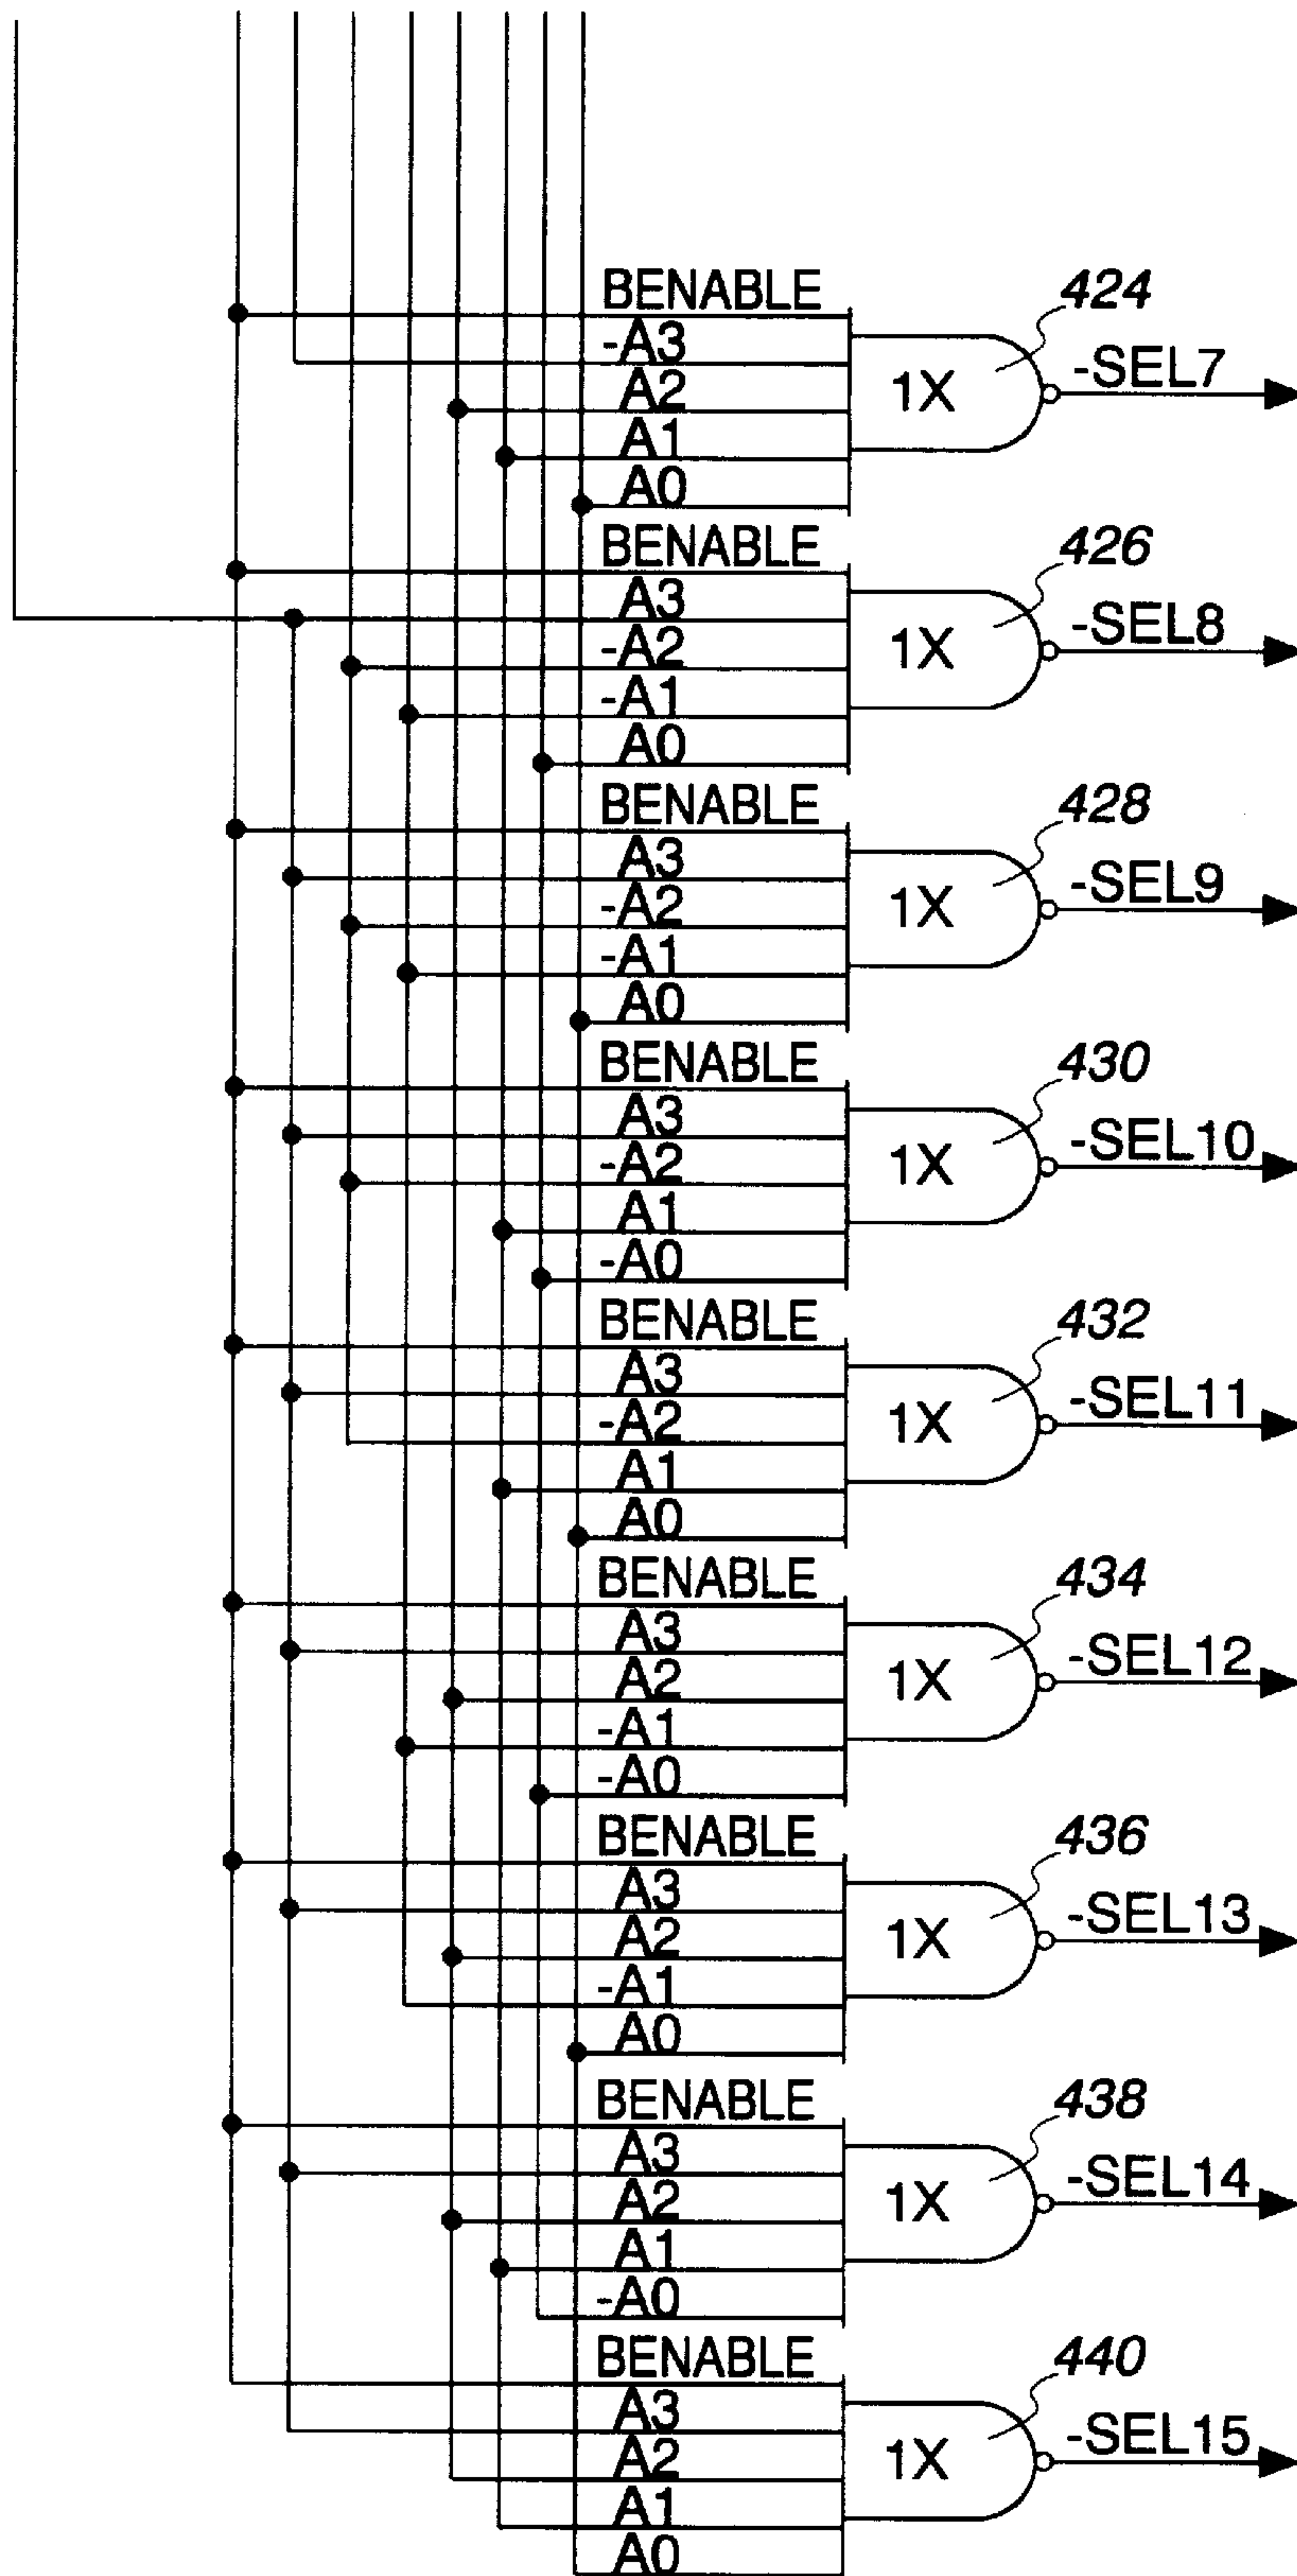 BENABLE
-A3
A2
A1
A0
1X
424
-SEL7
BENABLE
A3
-A2
-A1
A0
1X
426
-SEL8
BENABLE
A3
-A2
-A1
A0
1X
428
-SEL9
BENABLE
A3
-A2
A1
-A0
1X
430
-SEL10
BENABLE
A3
-A2
A1
A0
1X
432
-SEL11
BENABLE
A3
A2
-A1
-A0
1X
434
-SEL12
BENABLE
A3
A2
-A1
A0
1X
436
-SEL13
BENABLE
A3
A2
A1
-A0
1X
438
-SEL14
BENABLE
A3
A2
A1
A0
1X
440
-SEL15